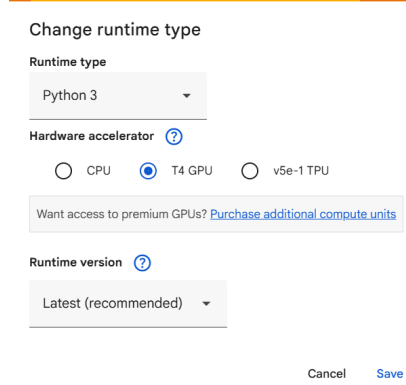 Change runtime type
Runtime type
Python 3
Hardware accelerator ?
CPU T4 GPU v5e-1 TPU
Want access to premium GPUs? Purchase additional compute units
Runtime version ?
Latest (recommended)
Cancel Save